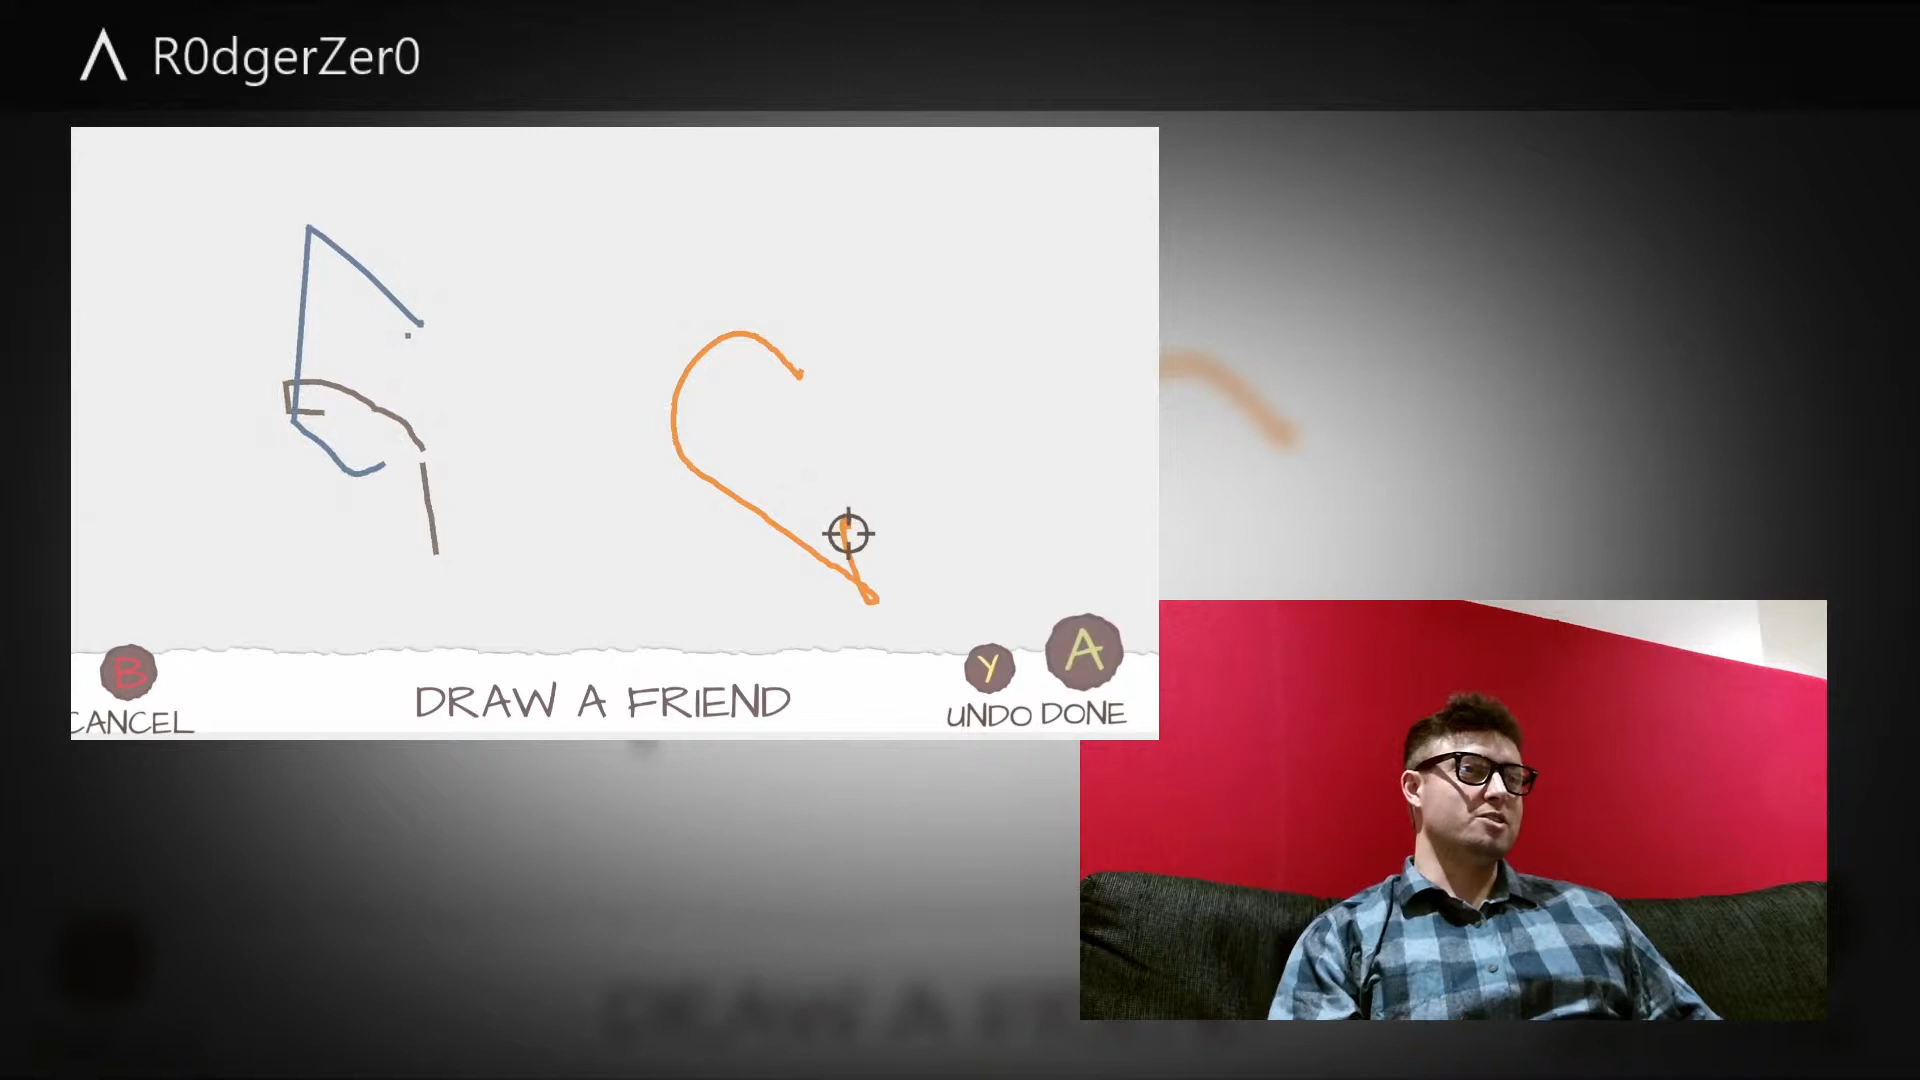 R0dgerZer0
B
CANCEL
DRAW A FRIEND
Y
UNDO
A
DONE